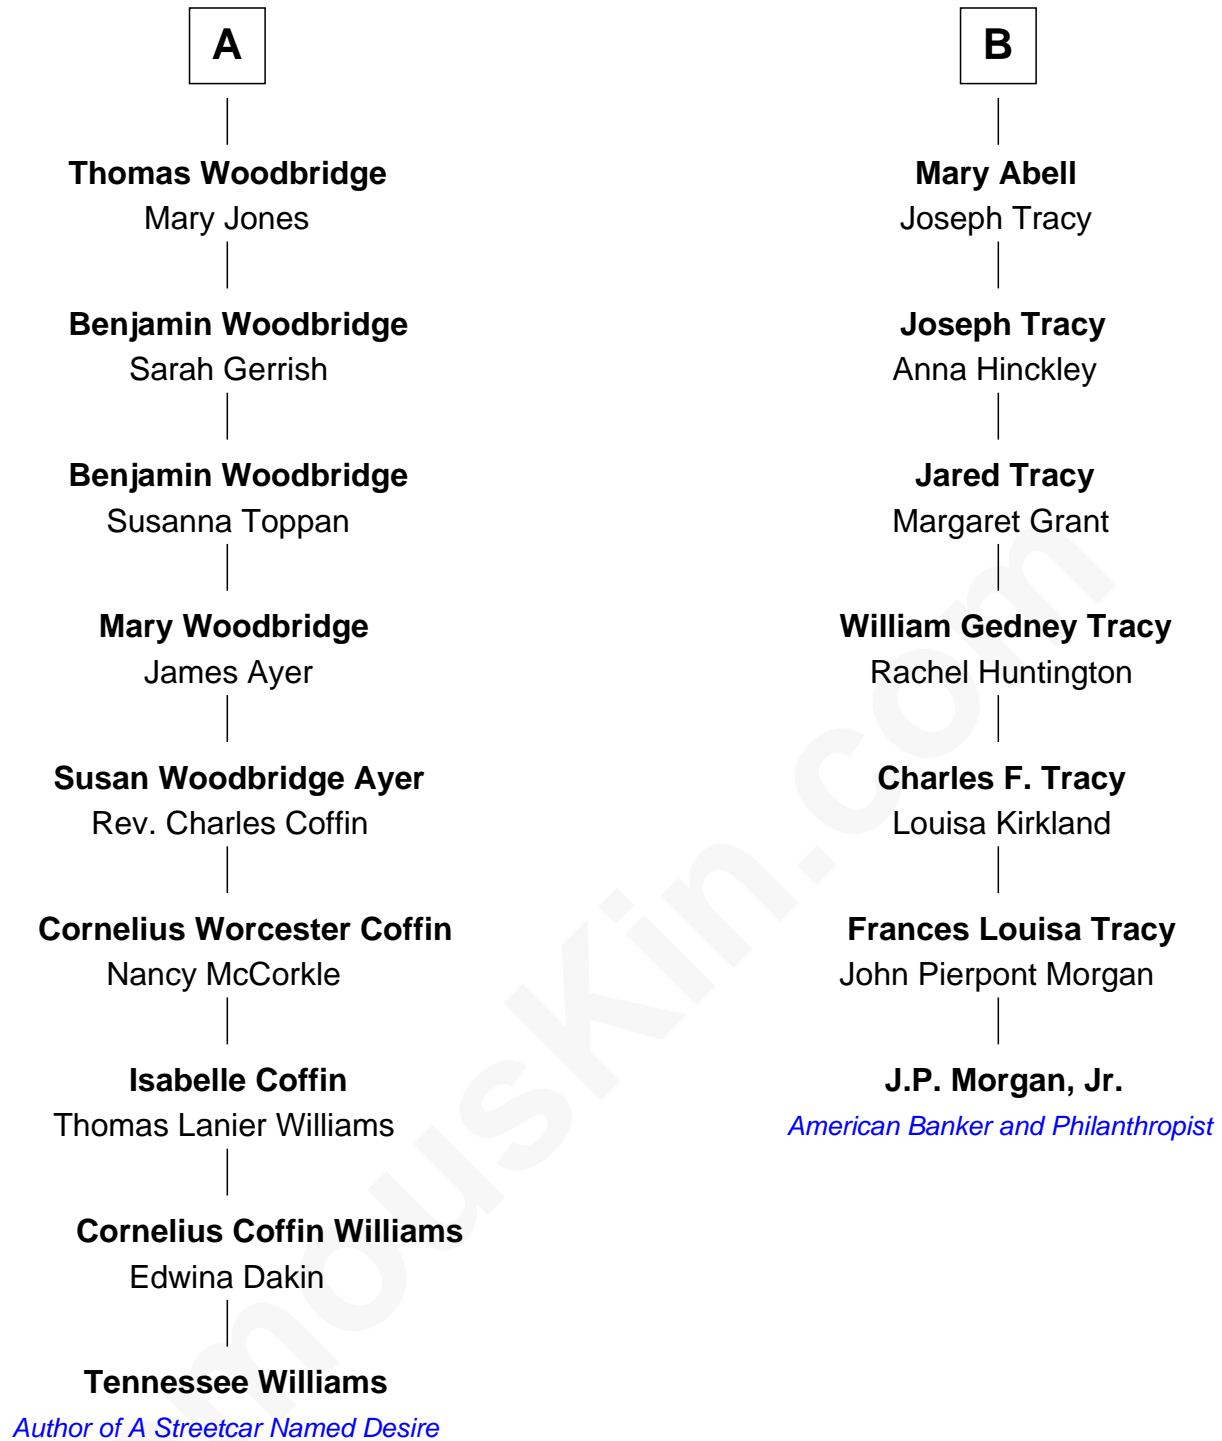 A
Thomas Woodbridge
Mary Jones
Benjamin Woodbridge
Sarah Gerrish
Benjamin Woodbridge
Susanna Toppan
Mary Woodbridge
James Ayer
Susan Woodbridge Ayer
Rev. Charles Coffin
Cornelius Worcester Coffin
Nancy McCorkle
Isabelle Coffin
Thomas Lanier Williams
Cornelius Coffin Williams
Edwina Dakin
Tennessee Williams
Author of A Streetcar Named Desire
B
Mary Abell
Joseph Tracy
Joseph Tracy
Anna Hinckley
Jared Tracy
Margaret Grant
William Gedney Tracy
Rachel Huntington
Charles F. Tracy
Louisa Kirkland
Frances Louisa Tracy
John Pierpont Morgan
J.P. Morgan, Jr.
American Banker and Philanthropist
mousKin.com